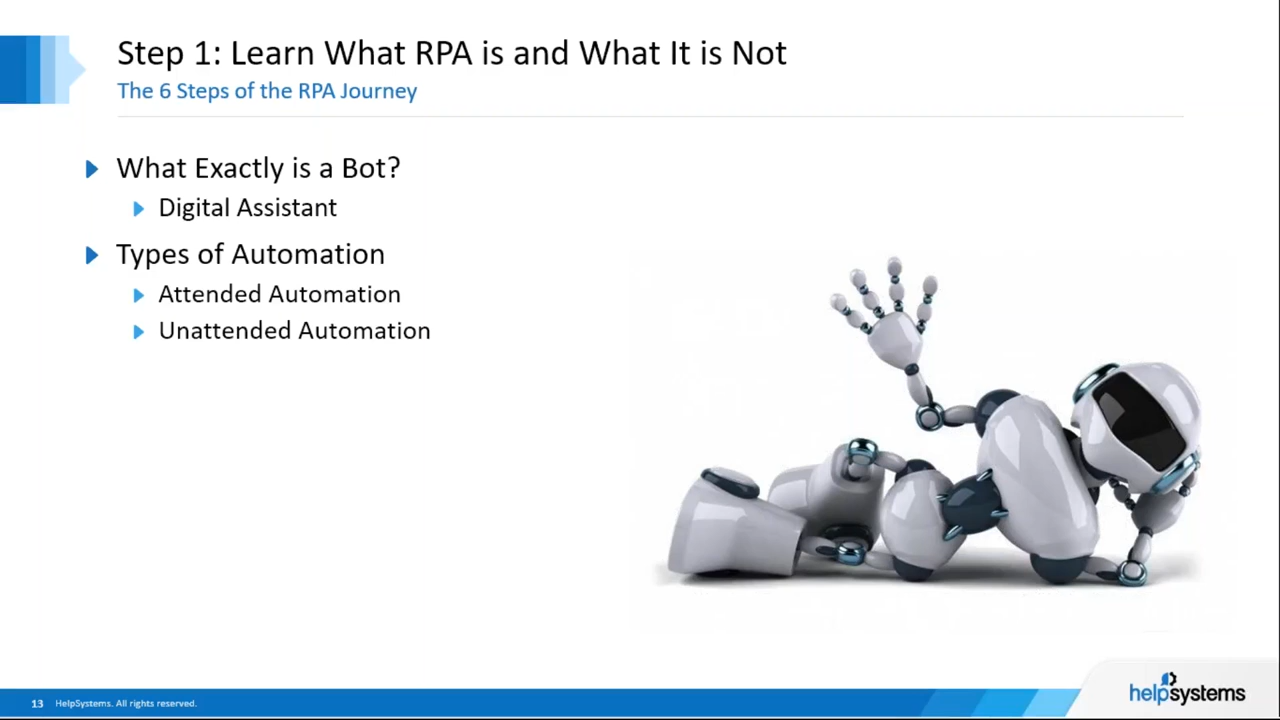 Step 1: Learn What RPA is and What It is Not
The 6 Steps of the RPA Journey
What Exactly is a Bot?
Digital Assistant
Types of Automation
Attended Automation
Unattended Automation
13 HelpSystems. All rights reserved.
helpsystems